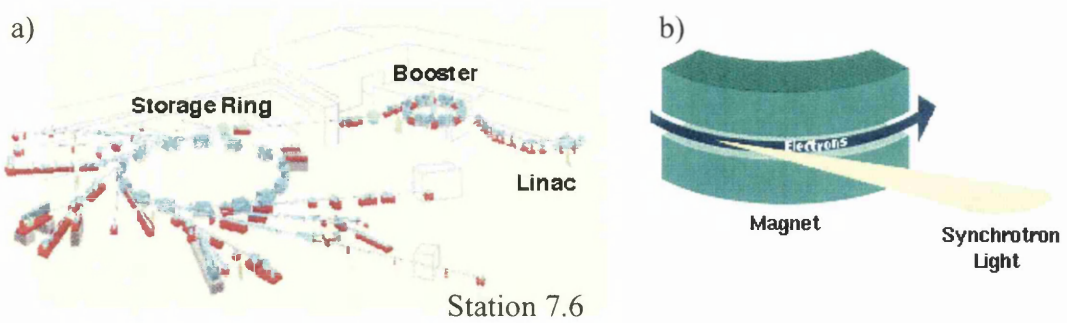 a)
Storage Ring
Booster
Linac
Station 7.6
b)
Electrons
Magnet
Synchrotron
Light